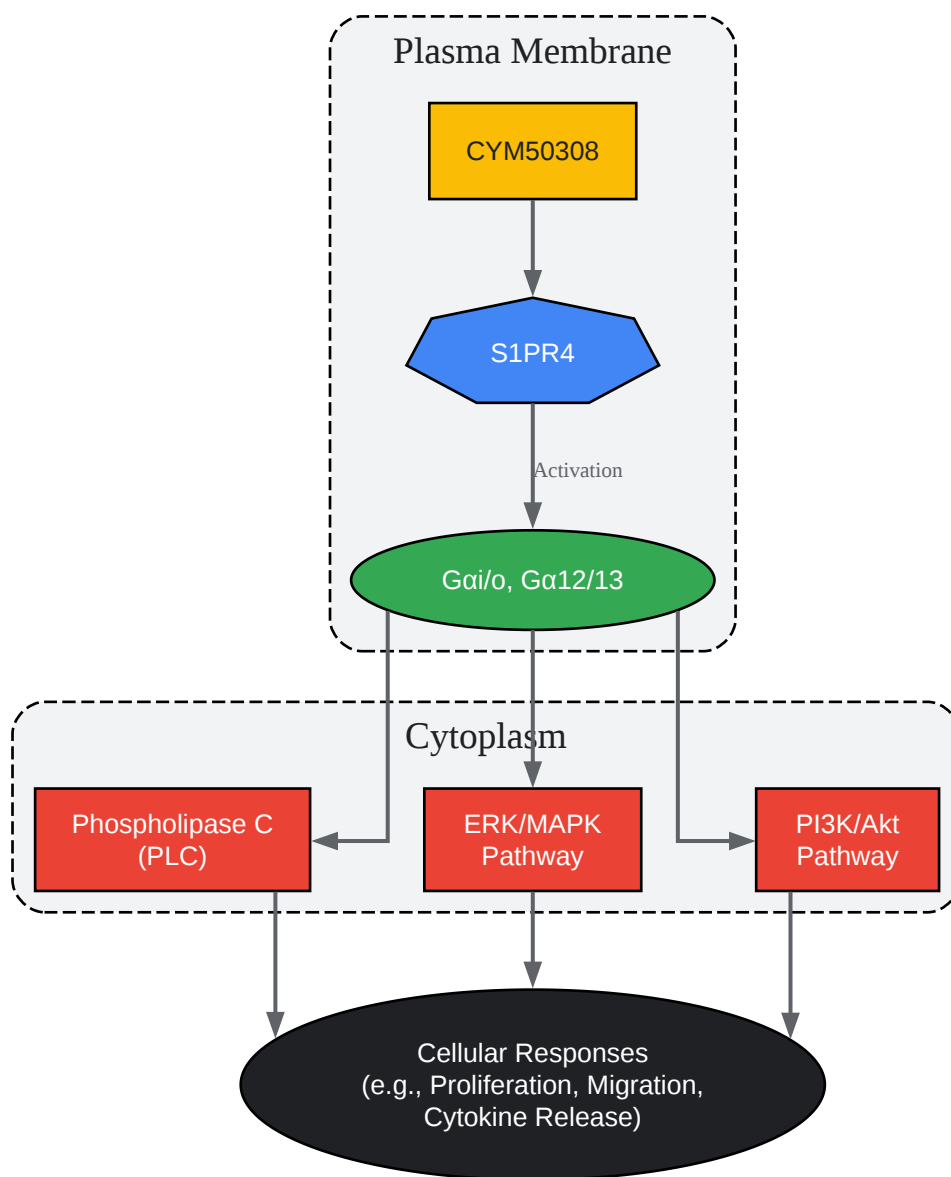 Plasma Membrane
CYM50308
S1PR4
Activation
Gαi/o, Gα12/13
Cytoplasm
Phospholipase C
(PLC)
ERK/MAPK
Pathway
PI3K/Akt
Pathway
Cellular Responses
(e.g., Proliferation, Migration,
Cytokine Release)